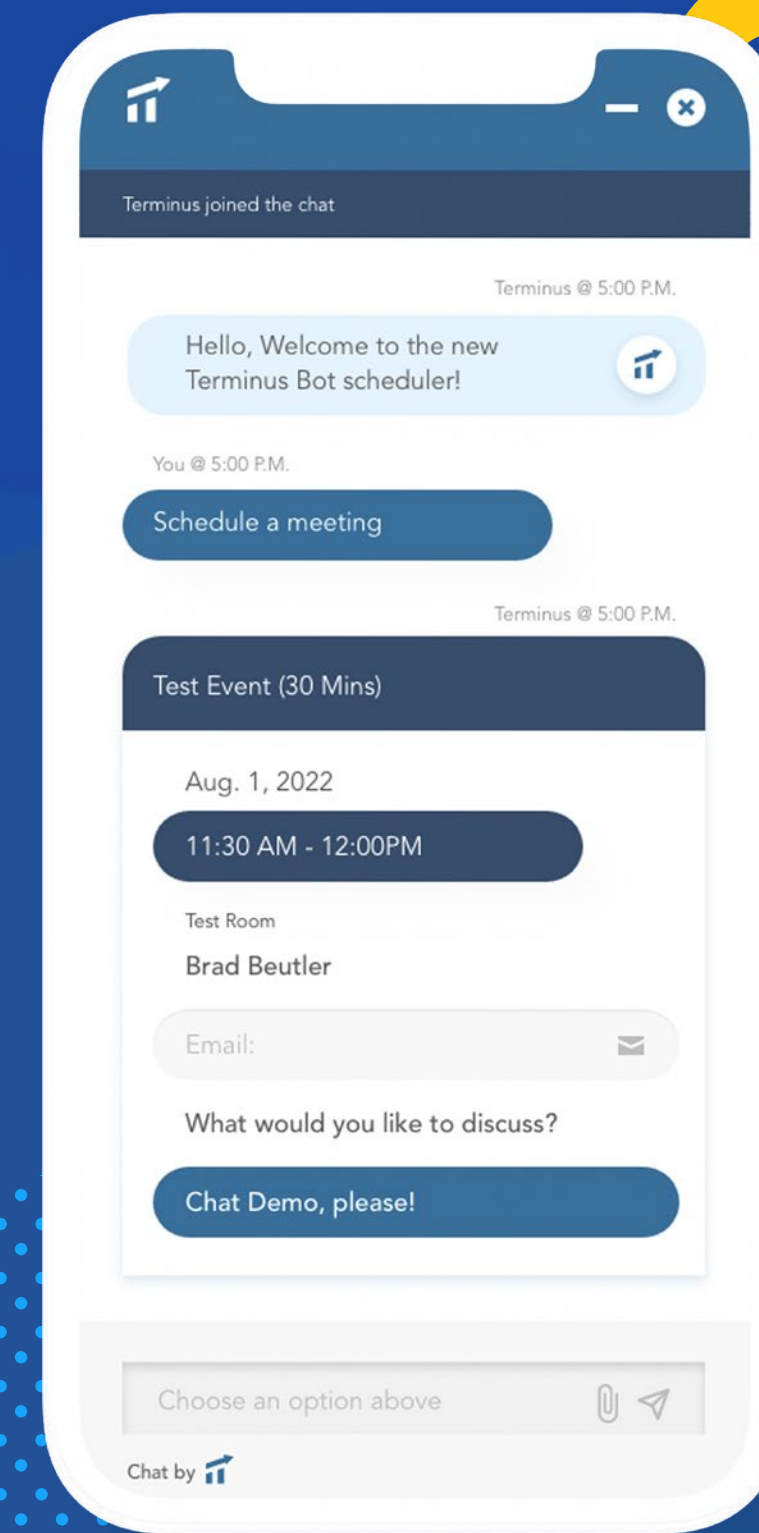 Terminus joined the chat
Terminus @ 5:00 P.M.
Hello, Welcome to the new
Terminus Bot scheduler!
You @ 5:00 P.M.
Schedule a meeting
Terminus @ 5:00 P.M.
Test Event (30 Mins)
Aug. 1, 2022
11:30 AM - 12:00PM
Test Room
Brad Beutler
Email:
What would you like to discuss?
Chat Demo, please!
Choose an option above
Chat by